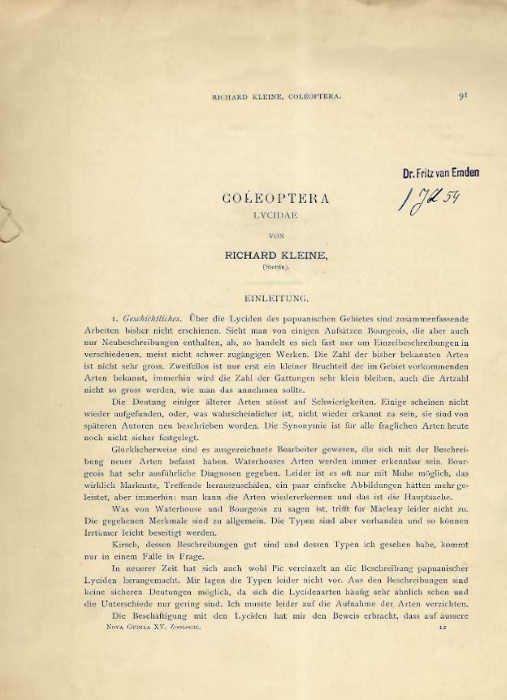 RICHARD KLEINE, COLEOPTERA.
91
Dr. Fritz van Emden
COLEOPTERA
LYCIDAE
VON
RICHARD KLEINE,
(Stettin).
EINLEITUNG.
1. Geschichtliches. Über die Lyciden des papuanischen Gebietes sind zusammenfassende
Arbeiten bisher nicht erschienen. Sieht man von einigen Aufsätzen Bourgeois, die aber auch
nur Neubeschreibungen enthalten, ab, so handelt es sich fast nur um Einzelbeschreibungen in
verschiedenen, meist nicht schwer zugängigen Werken. Die Zahl der bisher bekannten Arten
ist nicht sehr gross. Zweifellos ist nur erst ein kleiner Bruchteil der im Gebiet vorkommenden
Arten bekannt, immerhin wird die Zahl der Gattungen sehr klein bleiben, auch die Artzahl
nicht so gross werden, wie man das annehmen sollte.
Die Deutung einiger älterer Arten stösst auf Schwierigkeiten. Einige scheinen nicht
wieder aufgefunden, oder, was wahrscheinlicher ist, nicht wieder erkannt zu sein, sie sind von
späteren Autoren neu beschrieben worden. Die Synonymie ist für alle fraglichen Arten heute
noch nicht sicher festgelegt.
Glücklicherweise sind es ausgezeichnete Bearbeiter gewesen, die sich mit der Beschrei-
bung neuer Arten befasst haben. Waterhouses Arten werden immer erkennbar sein. Bour-
geois hat sehr ausführliche Diagnosen gegeben. Leider ist es oft nur mit Mühe möglich, das
wirklich Markante, Treffende herauszuschälen, ein paar einfache Abbildungen hätten mehr ge-
leistet, aber immerhin: man kann die Arten wiedererkennen und das ist die Hauptsache.
Was von Waterhouse und Bourgeois zu sagen ist, trifft für Macleay leider nicht zu.
Die gegebenen Merkmale sind zu allgemein. Die Typen sind aber vorhanden und so können
Irrtümer leicht beseitigt werden.
Kirsch, dessen Beschreibungen gut sind und dessen Typen ich gesehen habe, kommt
nur in einem Falle in Frage.
In neuerer Zeit hat sich auch wohl Pic vereinzelt an die Beschreibung papuanischer
Lyciden herangemacht. Mir lagen die Typen leider nicht vor. Aus den Beschreibungen sind
keine sicheren Deutungen möglich, da sich die Lycidenarten häufig sehr ähnlich sehen und
die Unterschiede nur gering sind. Ich musste leider auf die Aufnahme der Arten verzichten.
Die Beschäftigung mit den Lyciden hat mir den Beweis erbracht, dass auf äussere
NOVA GUINEA XV. ZOOLOGIE.
12